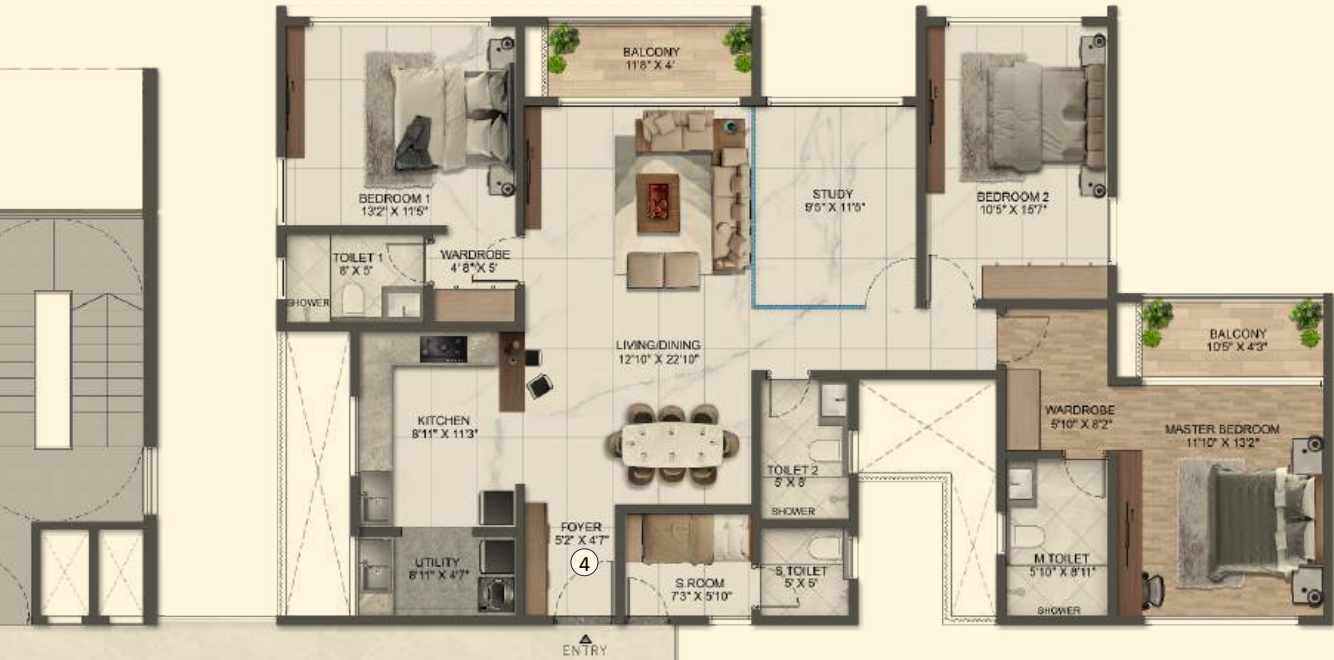 BALCONY
11'8" X 4'
BEDROOM 1
13'2" X 11'5"
STUDY
9'5" X 11'5"
BEDROOM 2
10'5" X 15'7"
TOILET 1
8' X 5'
SHOWER
WARDROBE
4' 8" X 5'
LIVING/DINING
12'10" X 22'10"
BALCONY
10'5" X 4'3"
KITCHEN
8'11" X 11'3"
WARDROBE
5'10" X 8'2"
MASTER BEDROOM
11'10" X 13'2"
TOILET 2
5' X 8'
SHOWER
FOYER
5'2" X 4'7"
4
UTILITY
8'11" X 4'7"
S.ROOM
7'3" X 5'10"
S.TOILET
5' X 5'
M.TOILET
5'10" X 8'11"
SHOWER
ENTRY